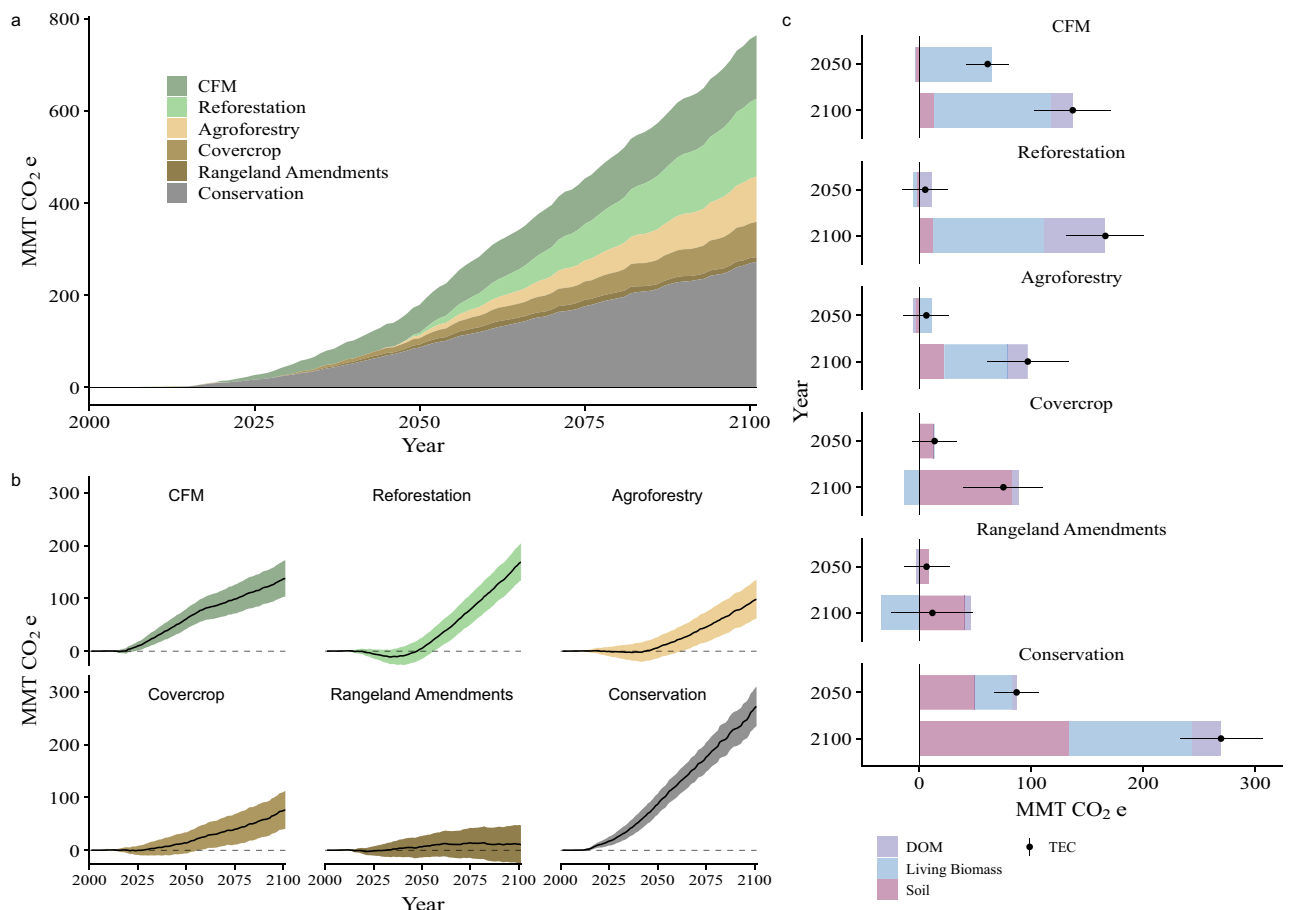 a
800
600
400
200
0
MMT CO₂ e
CFM
Reforestation
Agroforestry
Covercrop
Rangeland Amendments
Conservation
2000
2025
2050
2075
2100
Year
b
300
200
100
0
CFM
Reforestation
Agroforestry
MMT CO₂ e
300
200
100
0
Covercrop
Rangeland Amendments
Conservation
2000 2025 2050 2075 2100
2000 2025 2050 2075 2100
2000 2025 2050 2075 2100
Year
c
CFM
2050
2100
Reforestation
2050
2100
Agroforestry
2050
2100
Year
Covercrop
2050
2100
Rangeland Amendments
2050
2100
Conservation
2050
2100
0
100
200
300
MMT CO₂ e
DOM
Living Biomass
Soil
TEC